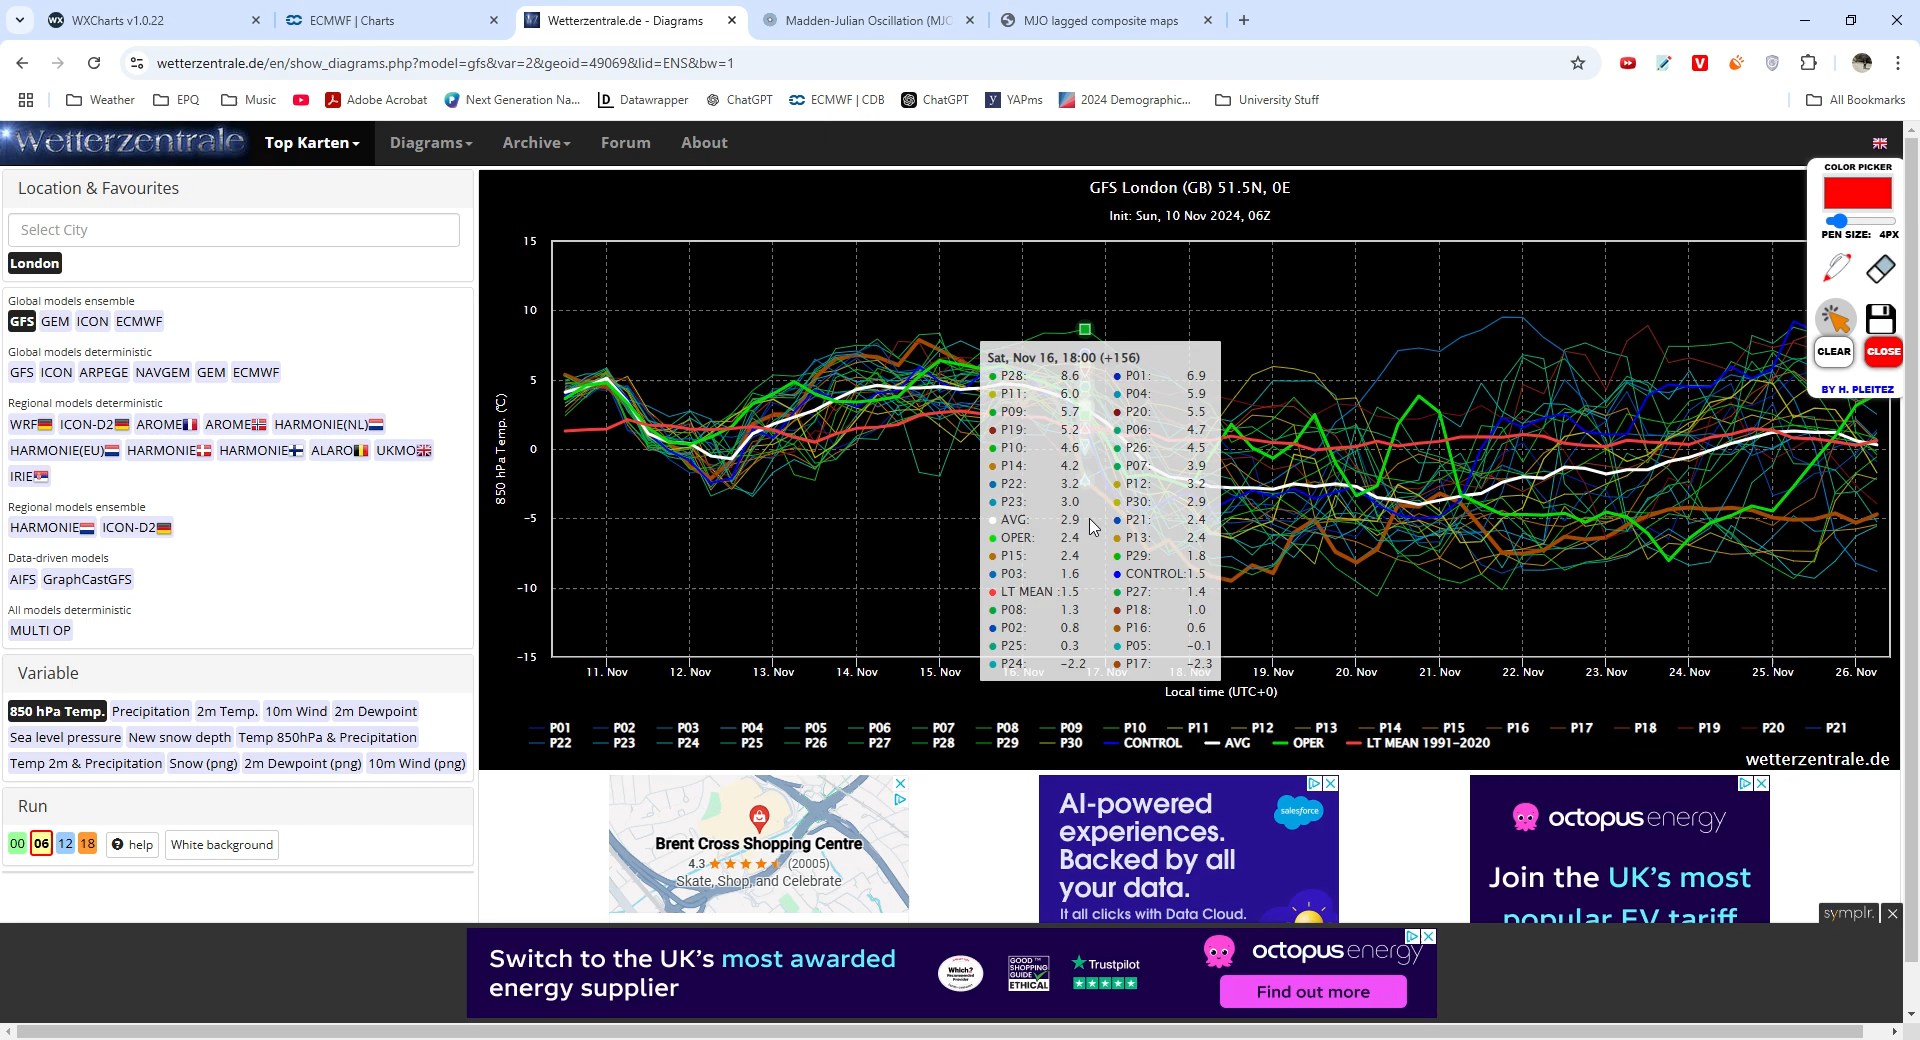 WXCharts v1.0.22
ECMWF | Charts
Wetterzentrale.de - Diagrams
Madden-Julian Oscillation (MJO
MJO lagged composite maps
wetterzentrale.de/en/show_diagrams.php?model=gfs&var=2&geoid=49069&lid=ENS&bw=1
Weather
EPQ
Music
Adobe Acrobat
Next Generation Na...
Datawrapper
ChatGPT
ECMWF | CDB
ChatGPT
YAPms
2024 Demographic...
University Stuff
All Bookmarks
Wetterzentrale
Top Karten
Diagrams
Archive
Forum
About
Location & Favourites
Select City
London
Global models ensemble
GFS GEM ICON ECMWF
Global models deterministic
GFS ICON ARPEGE NAVGEM GEM ECMWF
Regional models deterministic
WRF ICON-D2 AROME AROME HARMONIE(NL)
HARMONIE(EU) HARMONIE HARMONIE ALARO UKMO
IRIE
Regional models ensemble
HARMONIE ICON-D2
Data-driven models
AIFS GraphCastGFS
All models deterministic
MULTI OP
Variable
850 hPa Temp. Precipitation 2m Temp. 10m Wind 2m Dewpoint
Sea level pressure New snow depth Temp 850hPa & Precipitation
Temp 2m & Precipitation Snow (png) 2m Dewpoint (png) 10m Wind (png)
Run
00 06 12 18 help White background
GFS London (GB) 51.5N, 0E
Init: Sun, 10 Nov 2024, 06Z
850 hPa Temp. (°C)
15
10
5
0
-5
-10
-15
Sat, Nov 16, 18:00 (+156)
P28: 8.6 P01: 6.9
P11: 6.0 P04: 5.9
P09: 5.7 P20: 5.5
P19: 5.2 P06: 4.7
P10: 4.6 P26: 4.5
P14: 4.2 P07: 3.9
P22: 3.2 P12: 3.2
P23: 3.0 P30: 2.9
AVG: 2.9 P21: 2.4
OPER: 2.4 P13: 2.4
P15: 2.4 P29: 1.8
P03: 1.6 CONTROL: 1.5
LT MEAN : 1.5 P27: 1.4
P08: 1.3 P18: 1.0
P02: 0.8 P16: 0.6
P25: 0.3 P05: -0.1
P24: -2.2 P17: -2.3
11. Nov 12. Nov 13. Nov 14. Nov 15. Nov 16. Nov 17. Nov 18. Nov 19. Nov 20. Nov 21. Nov 22. Nov 23. Nov 24. Nov 25. Nov 26. Nov
Local time (UTC+0)
P01 P02 P03 P04 P05 P06 P07 P08 P09 P10 P11 P12 P13 P14 P15 P16 P17 P18 P19 P20 P21
P22 P23 P24 P25 P26 P27 P28 P29 P30 CONTROL AVG OPER LT MEAN 1991-2020
wetterzentrale.de
COLOR PICKER
PEN SIZE: 4PX
CLEAR
CLOSE
BY H. PLEITEZ
Brent Cross Shopping Centre
4.3 (20005)
Skate, Shop, and Celebrate
AI-powered
experiences.
Backed by all
your data.
It all clicks with Data Cloud.
salesforce
octopus energy
Join the UK's most
popular EV tariff
symplr.
Switch to the UK's most awarded
energy supplier
Which?
GOOD
SHOPPING
GUIDE
ETHICAL
Trustpilot
octopus energy
Find out more